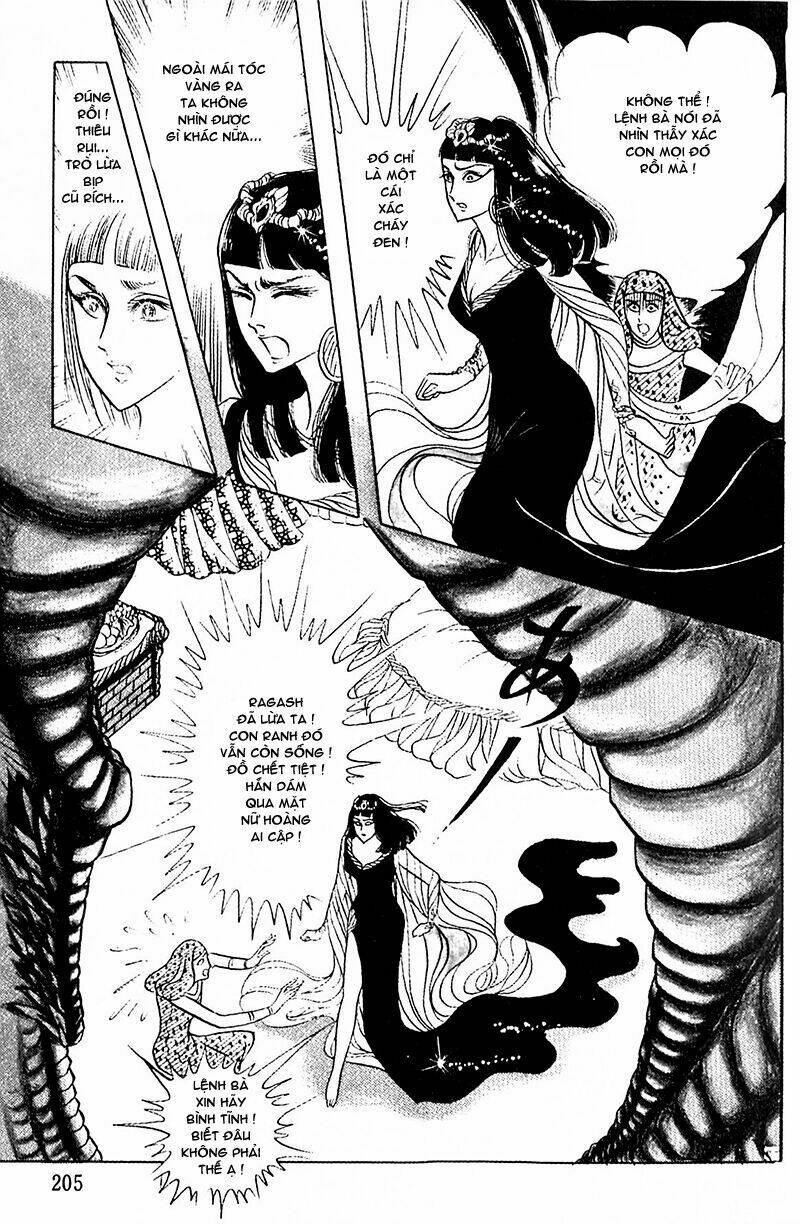 KHÔNG THỂ !
LỆNH BÀ NÓI ĐÃ
NHÌN THẤY XÁC
CON MỌI ĐÓ
RỒI MÀ !
ĐÓ CHỈ
LÀ MỘT
CÁI
XÁC
CHÁY
ĐEN !
NGOÀI MÁI TÓC
VÀNG RA
TA KHÔNG
NHÌN ĐƯỢC
GÌ KHÁC NỮA...
ĐÚNG
RỒI !
THIÊU
RỤI...
TRÒ LỪA
BỊP
CŨ RÍCH...
あ!
RAGASH
ĐÃ LỪA TA !
CON RANH ĐÓ
VẪN CÒN SỐNG !
ĐỒ CHẾT TIỆT !
HẮN DÁM
QUA MẶT
NỮ HOÀNG
AI CẬP !
LỆNH BÀ
XIN HÃY
BÌNH TĨNH !
BIẾT ĐÂU
KHÔNG PHẢI
THẾ Ạ !
205